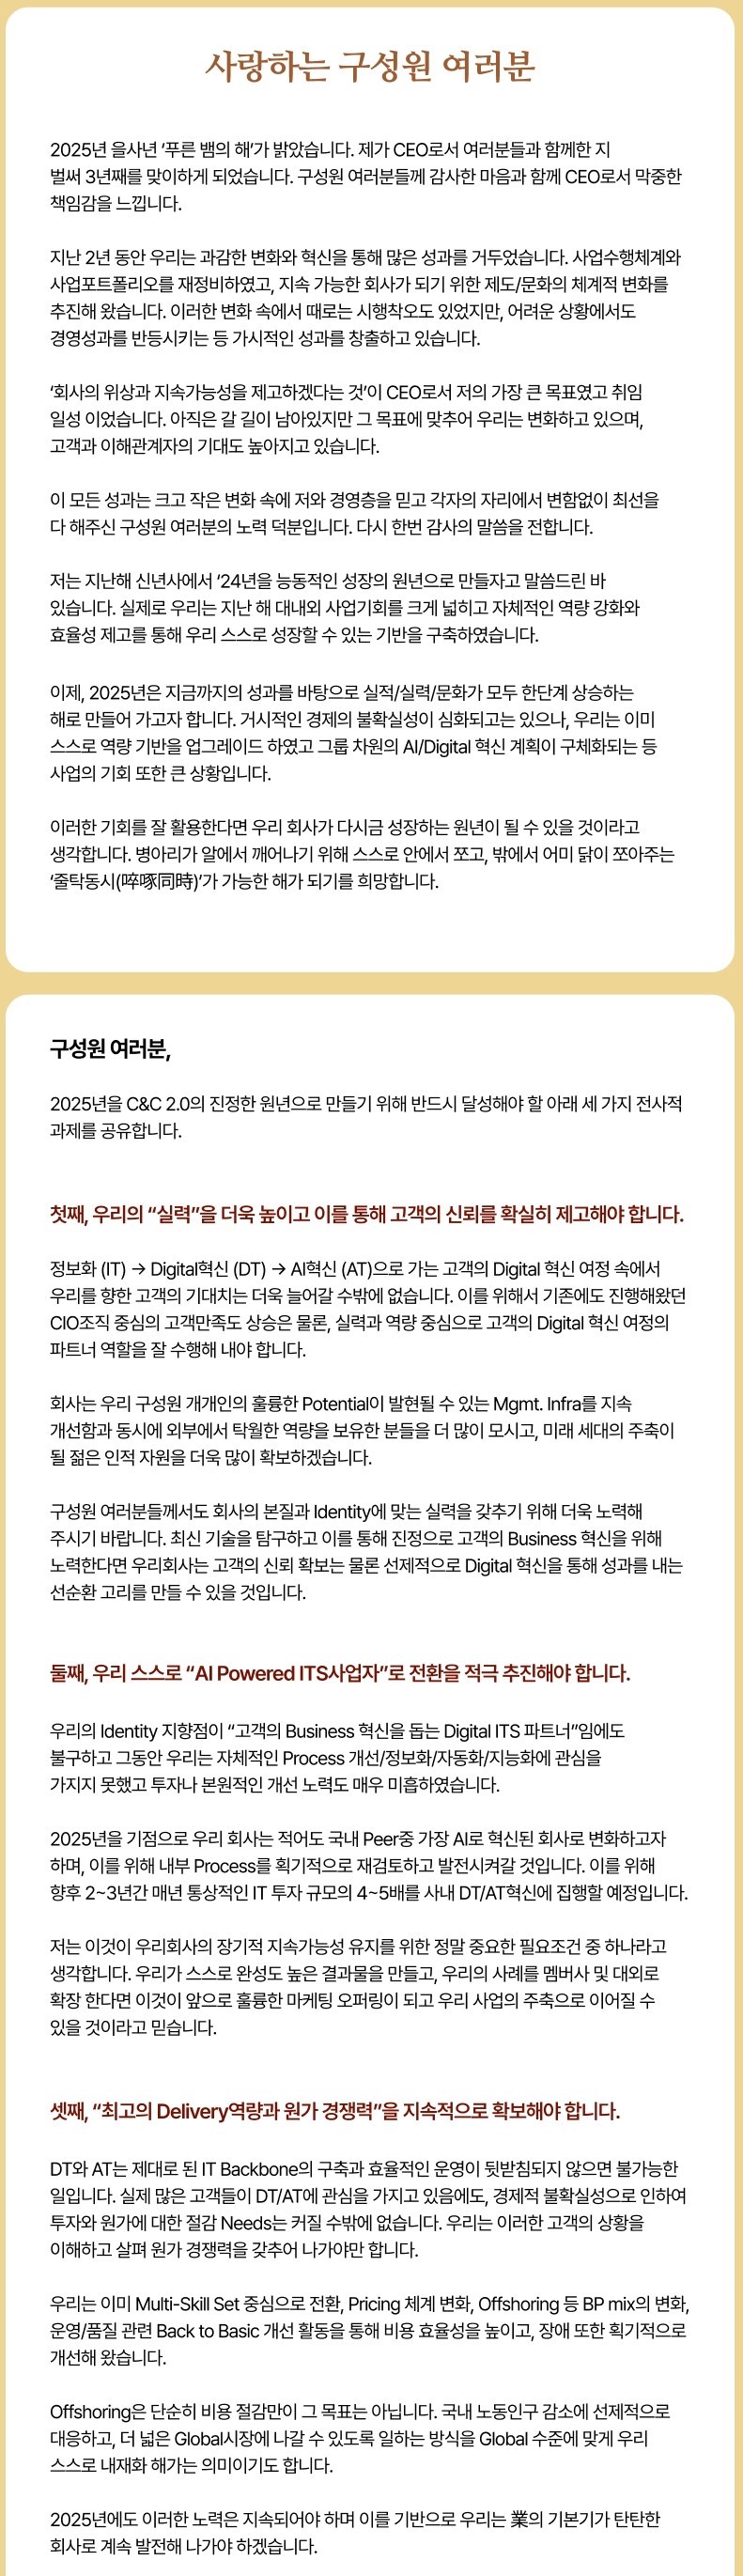 사랑하는 구성원 여러분
2025년 을사년 ‘푸른 뱀의 해’가 밝았습니다. 제가 CEO로서 여러분들과 함께한 지
벌써 3년째를 맞이하게 되었습니다. 구성원 여러분들께 감사한 마음과 함께 CEO로서 막중한
책임감을 느낍니다.
지난 2년 동안 우리는 과감한 변화와 혁신을 통해 많은 성과를 거두었습니다. 사업수행체계와
사업포트폴리오를 재정비하였고, 지속 가능한 회사가 되기 위한 제도/문화의 체계적 변화를
추진해 왔습니다. 이러한 변화 속에서 때로는 시행착오도 있었지만, 어려운 상황에서도
경영성과를 반등시키는 등 가시적인 성과를 창출하고 있습니다.
‘회사의 위상과 지속가능성을 제고하겠다는 것’이 CEO로서 저의 가장 큰 목표였고 취임
일성 이었습니다. 아직은 갈 길이 남아있지만 그 목표에 맞추어 우리는 변화하고 있으며,
고객과 이해관계자의 기대도 높아지고 있습니다.
이 모든 성과는 크고 작은 변화 속에 저와 경영층을 믿고 각자의 자리에서 변함없이 최선을
다 해주신 구성원 여러분의 노력 덕분입니다. 다시 한번 감사의 말씀을 전합니다.
저는 지난해 신년사에서 ‘24년을 능동적인 성장의 원년으로 만들자고 말씀드린 바
있습니다. 실제로 우리는 지난 해 대내외 사업기회를 크게 넓히고 자체적인 역량 강화와
효율성 제고를 통해 우리 스스로 성장할 수 있는 기반을 구축하였습니다.
이제, 2025년은 지금까지의 성과를 바탕으로 실적/실력/문화가 모두 한단계 상승하는
해로 만들어 가고자 합니다. 거시적인 경제의 불확실성이 심화되고는 있으나, 우리는 이미
스스로 역량 기반을 업그레이드 하였고 그룹 차원의 AI/Digital 혁신 계획이 구체화되는 등
사업의 기회 또한 큰 상황입니다.
이러한 기회를 잘 활용한다면 우리 회사가 다시금 성장하는 원년이 될 수 있을 것이라고
생각합니다. 병아리가 알에서 깨어나기 위해 스스로 안에서 쪼고, 밖에서 어미 닭이 쪼아주는
‘줄탁동시(啐啄同時)’가 가능한 해가 되기를 희망합니다.
구성원 여러분,
2025년을 C&C 2.0의 진정한 원년으로 만들기 위해 반드시 달성해야 할 아래 세 가지 전사적
과제를 공유합니다.
첫째, 우리의 “실력”을 더욱 높이고 이를 통해 고객의 신뢰를 확실히 제고해야 합니다.
정보화 (IT) → Digital혁신 (DT) → AI혁신 (AT)으로 가는 고객의 Digital 혁신 여정 속에서
우리를 향한 고객의 기대치는 더욱 늘어갈 수밖에 없습니다. 이를 위해서 기존에도 진행해왔던
CIO조직 중심의 고객만족도 상승은 물론, 실력과 역량 중심으로 고객의 Digital 혁신 여정의
파트너 역할을 잘 수행해 내야 합니다.
회사는 우리 구성원 개개인의 훌륭한 Potential이 발현될 수 있는 Mgmt. Infra를 지속
개선함과 동시에 외부에서 탁월한 역량을 보유한 분들을 더 많이 모시고, 미래 세대의 주축이
될 젊은 인적 자원을 더욱 많이 확보하겠습니다.
구성원 여러분들께서도 회사의 본질과 Identity에 맞는 실력을 갖추기 위해 더욱 노력해
주시기 바랍니다. 최신 기술을 탐구하고 이를 통해 진정으로 고객의 Business 혁신을 위해
노력한다면 우리회사는 고객의 신뢰 확보는 물론 선제적으로 Digital 혁신을 통해 성과를 내는
선순환 고리를 만들 수 있을 것입니다.
둘째, 우리 스스로 “AI Powered ITS사업자”로 전환을 적극 추진해야 합니다.
우리의 Identity 지향점이 “고객의 Business 혁신을 돕는 Digital ITS 파트너”임에도
불구하고 그동안 우리는 자체적인 Process 개선/정보화/자동화/지능화에 관심을
가지지 못했고 투자나 본원적인 개선 노력도 매우 미흡하였습니다.
2025년을 기점으로 우리 회사는 적어도 국내 Peer중 가장 AI로 혁신된 회사로 변화하고자
하며, 이를 위해 내부 Process를 획기적으로 재검토하고 발전시켜갈 것입니다. 이를 위해
향후 2~3년간 매년 통상적인 IT 투자 규모의 4~5배를 사내 DT/AT혁신에 집행할 예정입니다.
저는 이것이 우리회사의 장기적 지속가능성 유지를 위한 정말 중요한 필요조건 중 하나라고
생각합니다. 우리가 스스로 완성도 높은 결과물을 만들고, 우리의 사례를 멤버사 및 대외로
확장 한다면 이것이 앞으로 훌륭한 마케팅 오퍼링이 되고 우리 사업의 주축으로 이어질 수
있을 것이라고 믿습니다.
셋째, “최고의 Delivery역량과 원가 경쟁력”을 지속적으로 확보해야 합니다.
DT와 AT는 제대로 된 IT Backbone의 구축과 효율적인 운영이 뒷받침되지 않으면 불가능한
일입니다. 실제 많은 고객들이 DT/AT에 관심을 가지고 있음에도, 경제적 불확실성으로 인하여
투자와 원가에 대한 절감 Needs는 커질 수밖에 없습니다. 우리는 이러한 고객의 상황을
이해하고 살펴 원가 경쟁력을 갖추어 나가야만 합니다.
우리는 이미 Multi-Skill Set 중심으로 전환, Pricing 체계 변화, Offshoring 등 BP mix의 변화,
운영/품질 관련 Back to Basic 개선 활동을 통해 비용 효율성을 높이고, 장애 또한 획기적으로
개선해 왔습니다.
Offshoring은 단순히 비용 절감만이 그 목표는 아닙니다. 국내 노동인구 감소에 선제적으로
대응하고, 더 넓은 Global시장에 나갈 수 있도록 일하는 방식을 Global 수준에 맞게 우리
스스로 내재화 해가는 의미이기도 합니다.
2025년에도 이러한 노력은 지속되어야 하며 이를 기반으로 우리는 業의 기본기가 탄탄한
회사로 계속 발전해 나가야 하겠습니다.